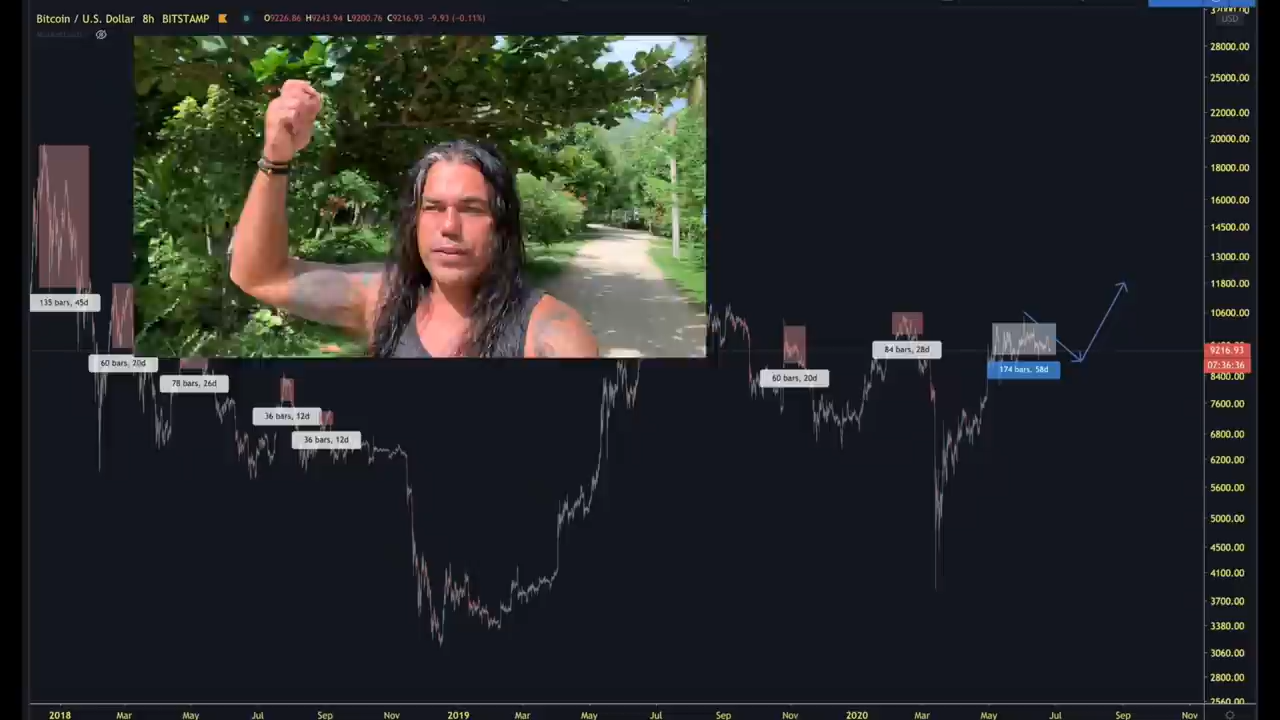 Bitcoin / U.S. Dollar 8h BITSTAMP O9226.86 H9243.94 L9200.76 C9216.93 -9.93 (-0.11%)
32000.00
USD
28000.00
25000.00
22000.00
20000.00
18000.00
16000.00
14500.00
13000.00
11800.00
10600.00
9216.93
07:36:36
8400.00
7600.00
6800.00
6200.00
5600.00
5000.00
4500.00
4100.00
3700.00
3380.00
3060.00
2800.00
2560.00
135 bars, 45d
60 bars, 20d
78 bars, 26d
36 bars, 12d
36 bars, 12d
60 bars, 20d
84 bars, 28d
174 bars, 58d
2018 Mar May Jul Sep Nov 2019 Mar May Jul Sep Nov 2020 Mar May Jul Sep Nov